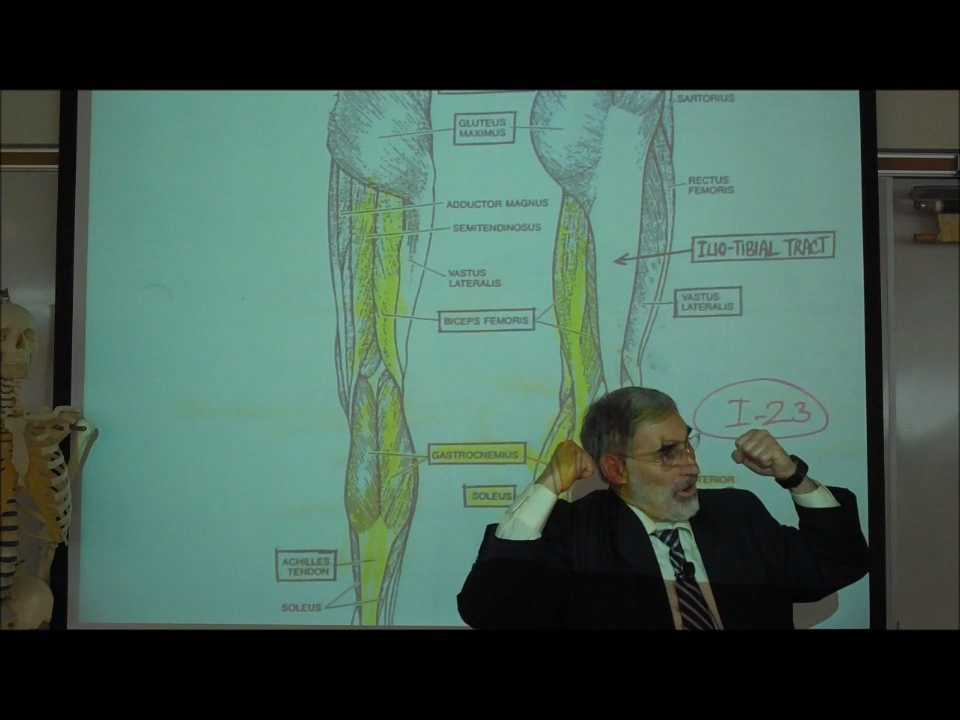 SARTORIUS
GLUTEUS
MAXIMUS
RECTUS
FEMORIS
ADDUCTOR MAGNUS
SEMITENDINOSUS
ILIO-TIBIAL TRACT
VASTUS
LATERALIS
VASTUS
LATERALIS
BICEPS FEMORIS
I-23
GASTROCNEMIUS
SOLEUS
ACHILLES
TENDON
SOLEUS